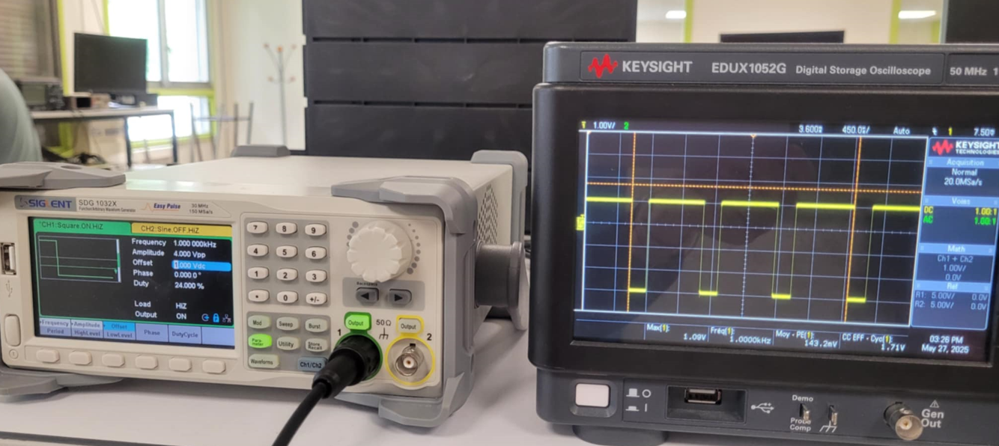 SIGLENT SDG 1032X
Function/Arbitrary Waveform Generator
Easy Pulse
30 MHz
150 MSa/s
*CH1:Square,ON,HiZ
CH2:Sine,OFF,HiZ
Frequency 1.000 000kHz
Amplitude 4.000 Vpp
Offset 1.000 Vdc
Phase 0.000 0 °
Duty 24.000 %
Load HiZ
Output ON
Frequency Amplitude Offset
Period HighLevel LowLevel Phase DutyCycle
7 8 9
4 5 6
1 2 3
• 0 +/-
Mod Sweep Burst
Parameter Utility Store Recall
Waveforms Ch1/Ch2
Output 50 Ω Output
1 2
KEYSIGHT EDUX1052G Digital Storage Oscilloscope 50 MHz 1
1.00V/ 2 450.0 Auto 1
KEYSIGHT
TECHNOLOGIES
Acquisition
Normal
20.0MSa/s
Voies
DC 1.00:1
AC 1.00:1
Math
Ch1 + Ch2
1.00V/
0.0V
R1: 5.00V/ 0.0V
R2: 5.00V/ 0.0V
Max(1): Fréq(1): Moy - PE(1): CC EFF - Cyc(1):
1.09V 1.0000kHz 143.2mV 1.71V
03:26 PM
May 27, 2025
Demo
Probe
Comp
Gen
Out